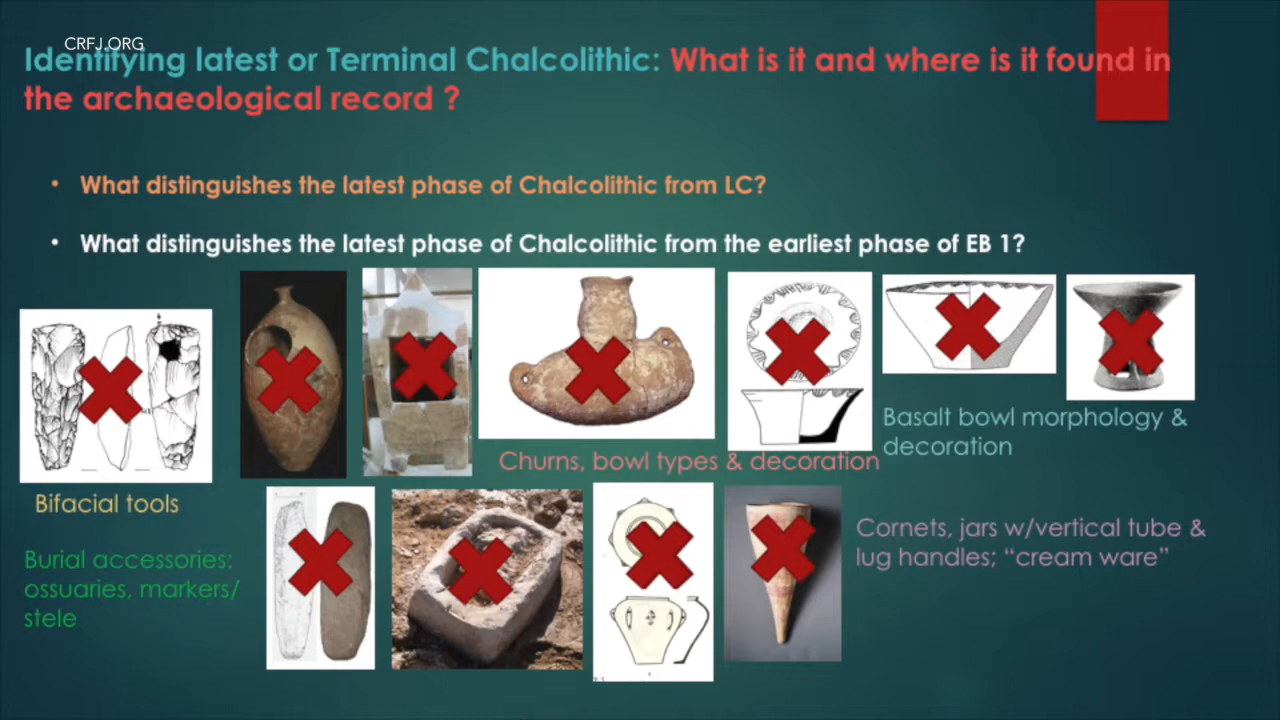 CRFJ.ORG
Identifying latest or Terminal Chalcolithic: What is it and where is it found in
the archaeological record ?
• What distinguishes the latest phase of Chalcolithic from LC?
• What distinguishes the latest phase of Chalcolithic from the earliest phase of EB 1?
Basalt bowl morphology &
decoration
Churns, bowl types & decoration
Bifacial tools
Cornets, jars w/vertical tube &
lug handles; “cream ware”
Burial accessories:
ossuaries, markers/
stele